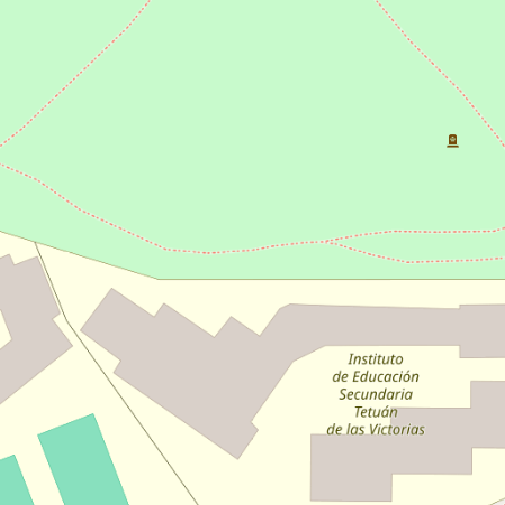 Instituto
de Educación
Secundaria
Tetuán
de las Victorias